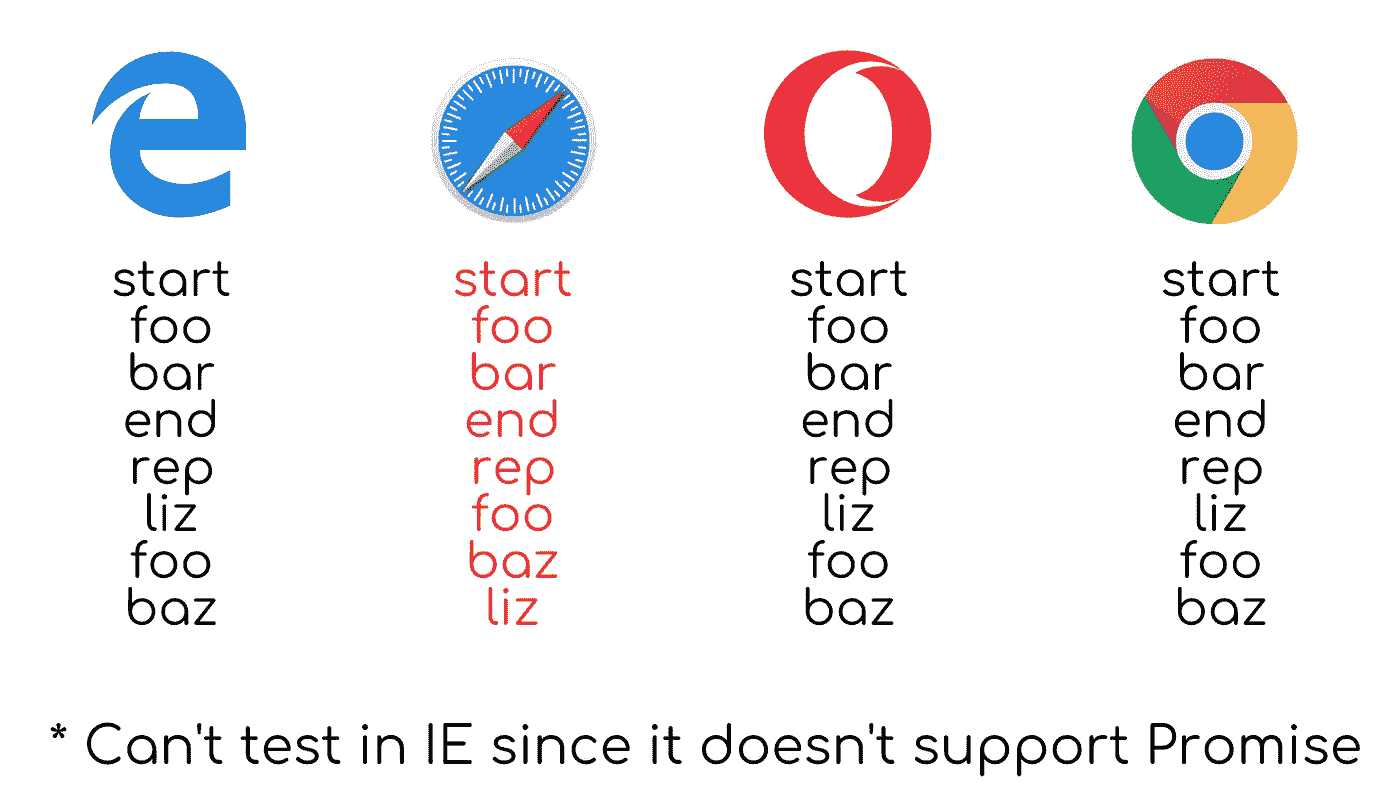 start
foo
bar
end
rep
liz
foo
baz
start
foo
bar
end
rep
foo
baz
liz
start
foo
bar
end
rep
liz
foo
baz
start
foo
bar
end
rep
liz
foo
baz
* Can't test in IE since it doesn't support Promise